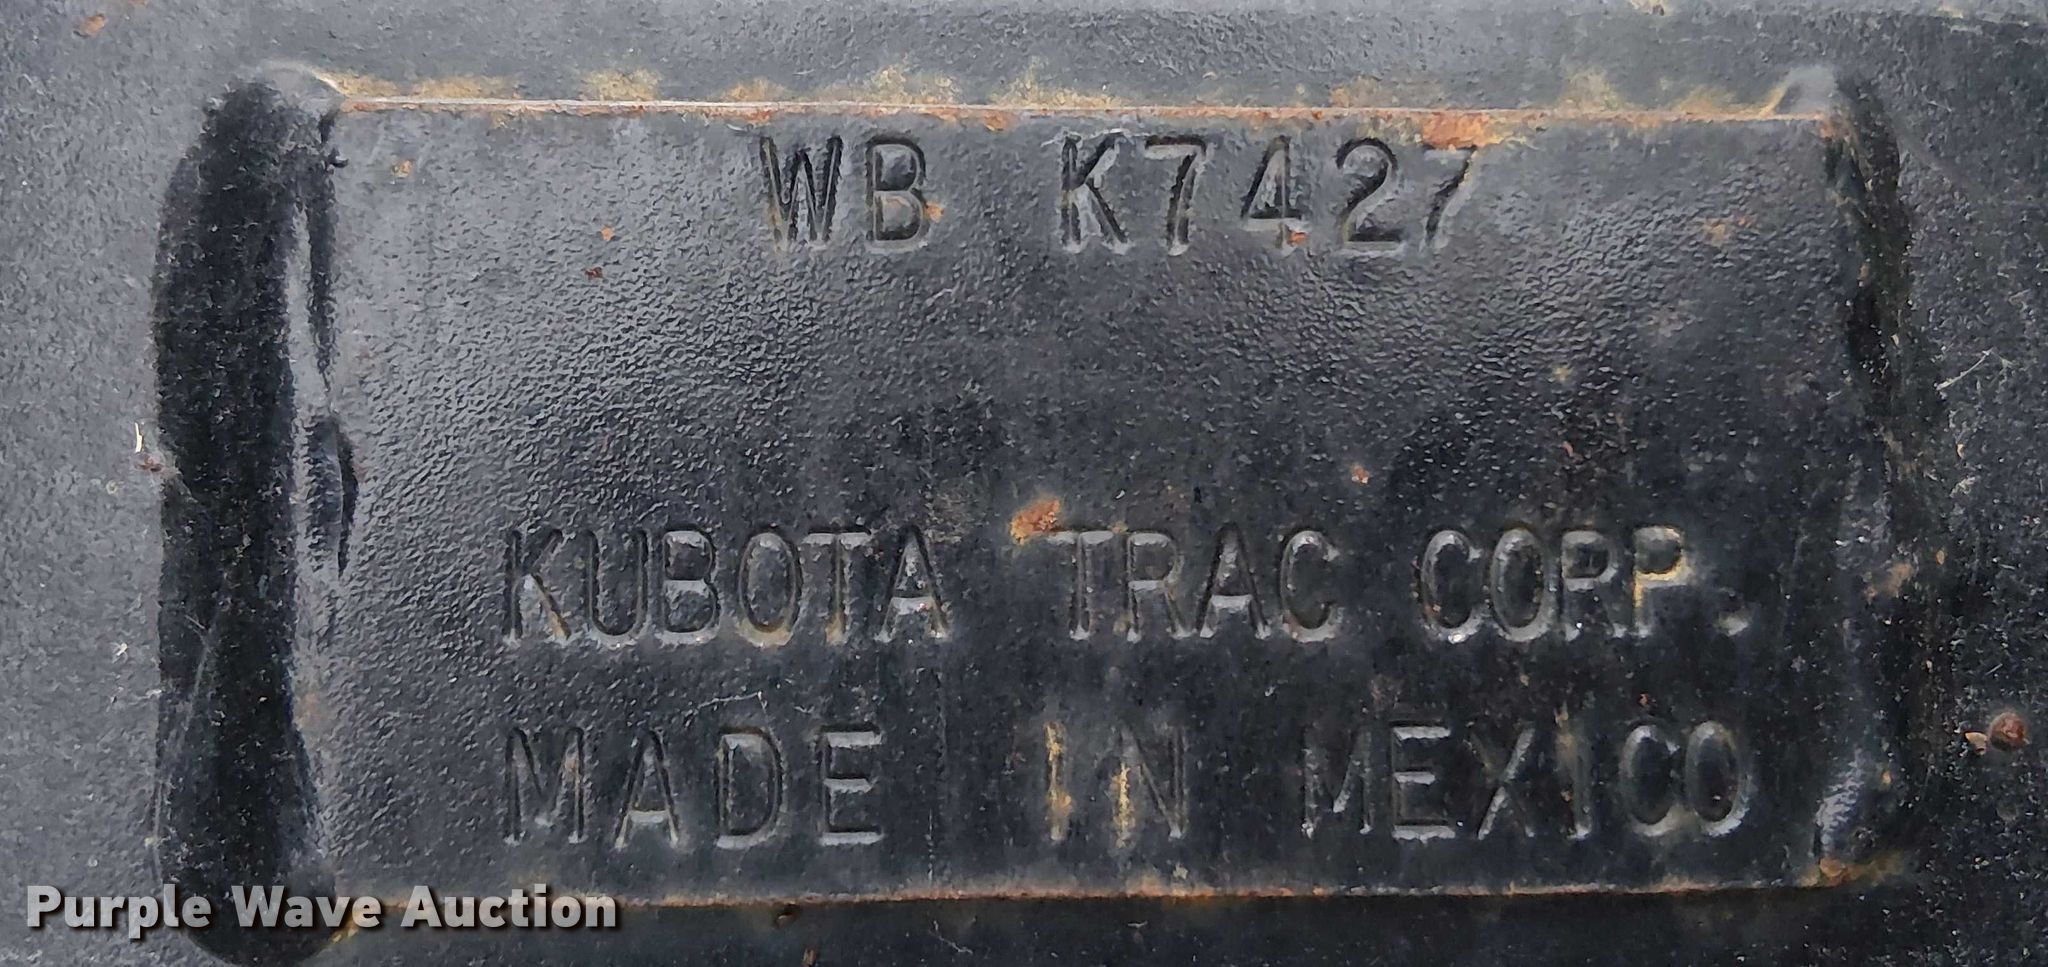 WB K7427
KUBOTA TRAC CORP.
MADE IN MEXICO
Purple Wave Auction